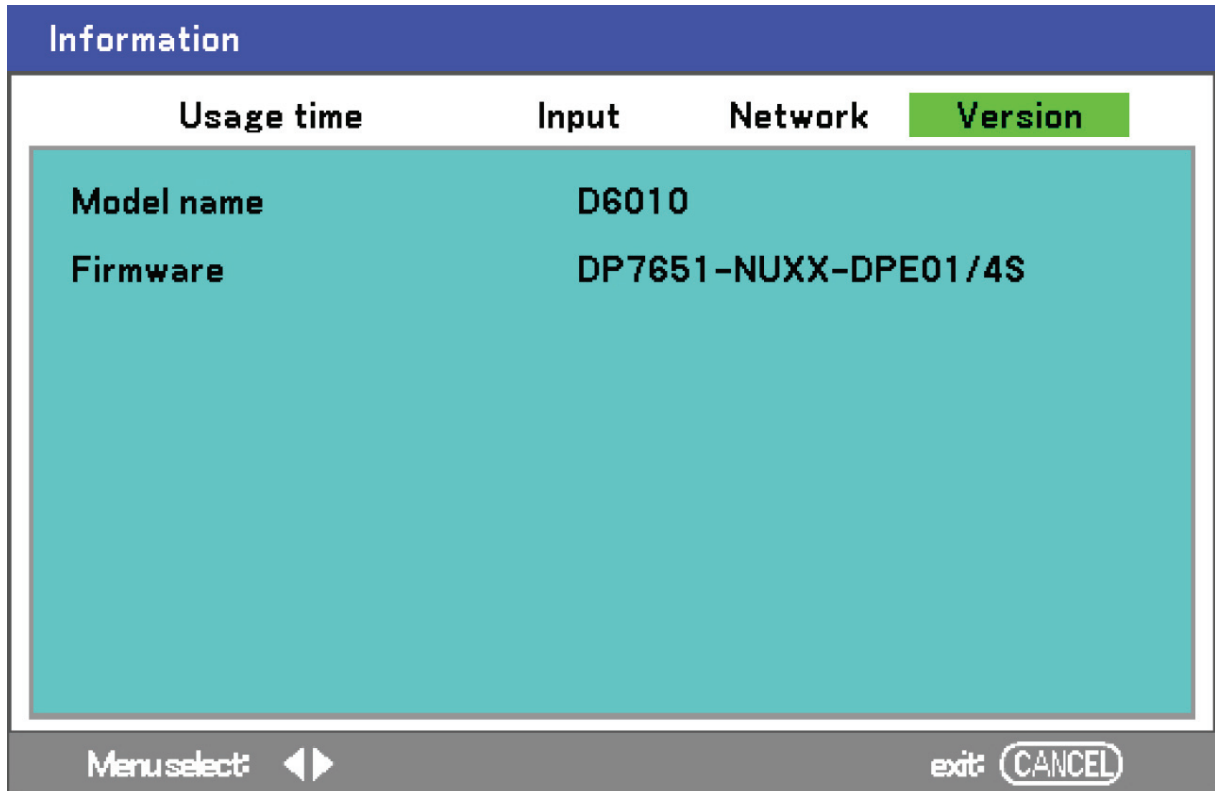 Information
Usage time Input Network Version
Model name D6010
Firmware DP7651-NUXX-DPE01/4S
Menu select: ◀▶ exit: CANCEL